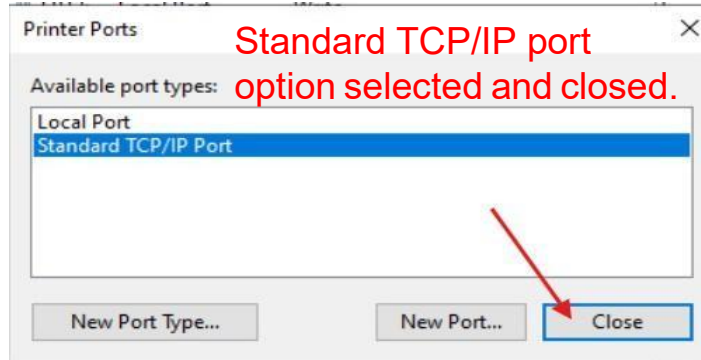 Printer Ports
Standard TCP/IP port
option selected and closed.
Available port types:
Local Port
Standard TCP/IP Port
New Port Type...
New Port...
Close